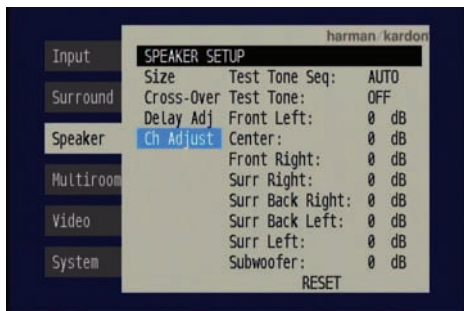 harman/kardon
Input
Surround
Speaker
Multiroom
Video
System
SPEAKER SETUP
Size Test Tone Seq: AUTO
Cross-Over Test Tone: OFF
Delay Adj Front Left: 0 dB
Ch Adjust Center: 0 dB
Front Right: 0 dB
Surr Right: 0 dB
Surr Back Right: 0 dB
Surr Back Left: 0 dB
Surr Left: 0 dB
Subwoofer: 0 dB
RESET